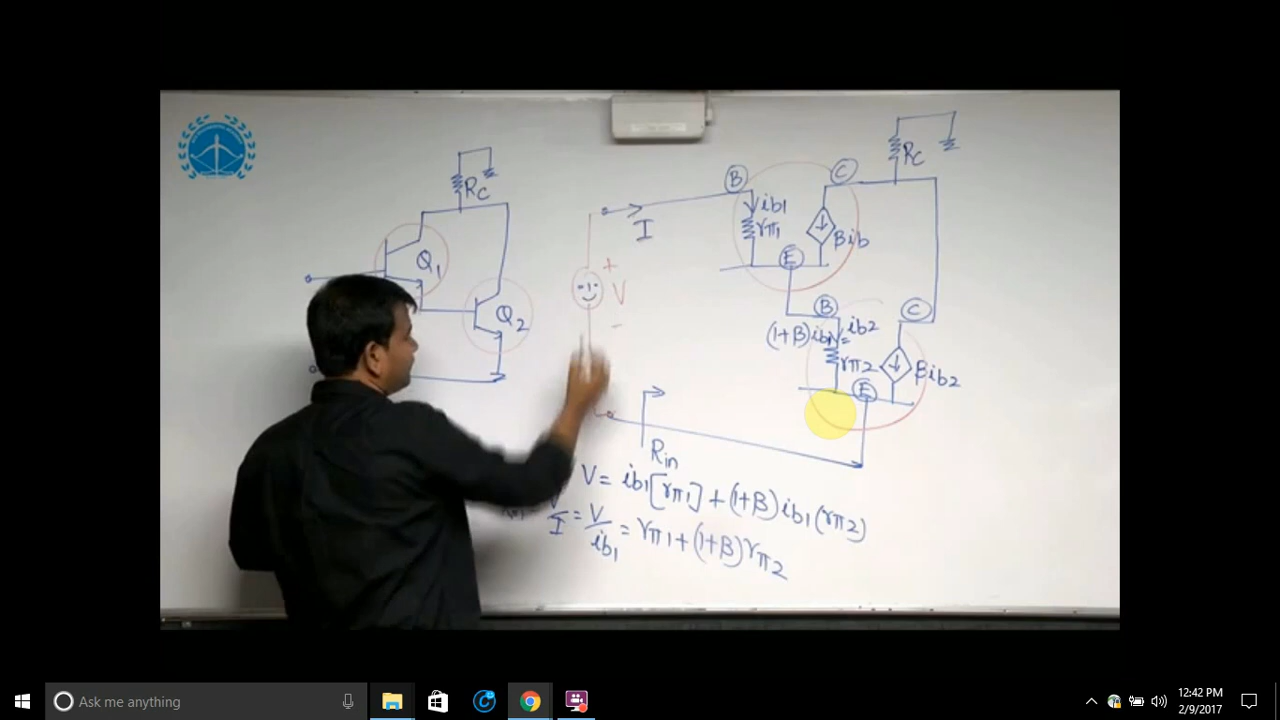 RC
Q1
Q2
I
+
V
-
B
C
RC
ib1
rπ1
βib
E
B
C
(1+β)ib1 =
ib2
rπ2
βib2
E
Rin
V = ib1[rπ1] + (1+β)ib1(rπ2)
V/I = V/ib1 = rπ1 + (1+β)rπ2
Ask me anything
12:42 PM
2/9/2017